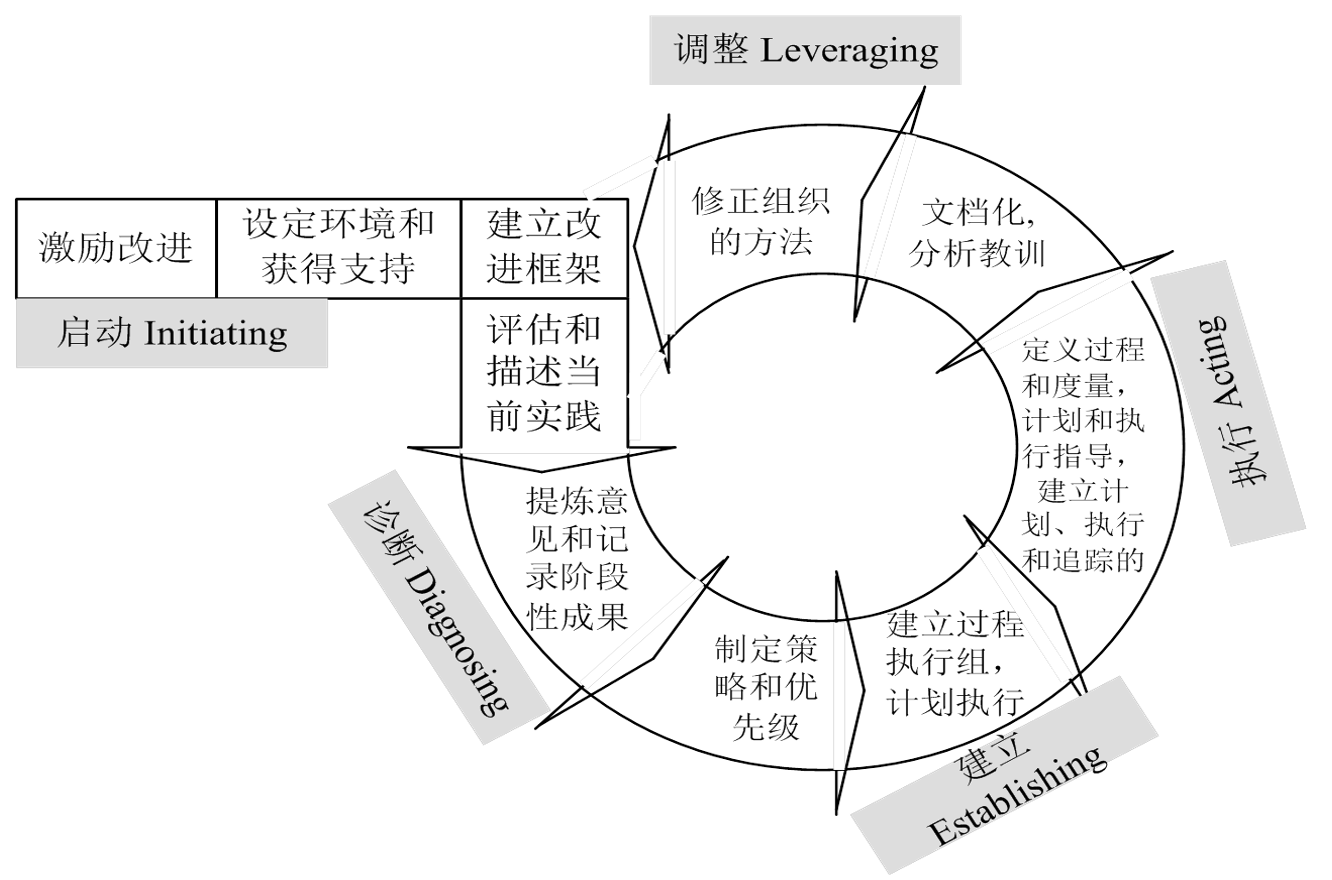 调整 Leveraging
修正组织
的方法
文档化,
分析教训
激励改进
设定环境和
获得支持
建立改
进框架
启动 Initiating
评估和
描述当
前实践
诊断 Diagnosing
提炼意
见和记
录阶段
性成果
制定策
略和优
先级
建立过程
执行组，
计划执行
建立
Establishing
定义过程
和度量，
计划和执
行指导，
建立计
划、执行
和追踪的
执行 Acting